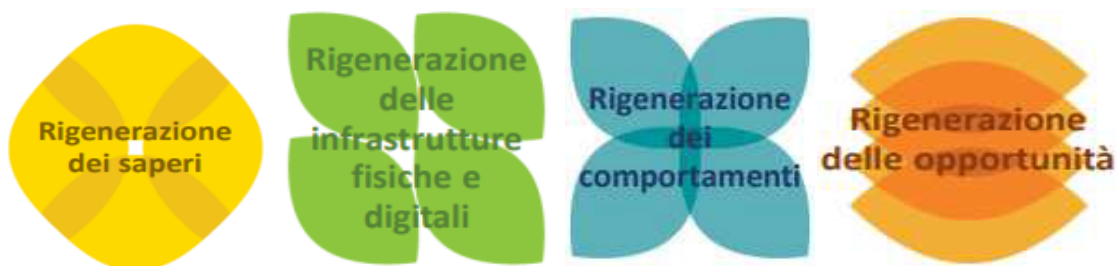 Rigenerazione
dei saperi
Rigenerazione
delle
infrastrutture
fisiche e
digitali
Rigenerazione
dei
comportamenti
Rigenerazione
delle opportunità